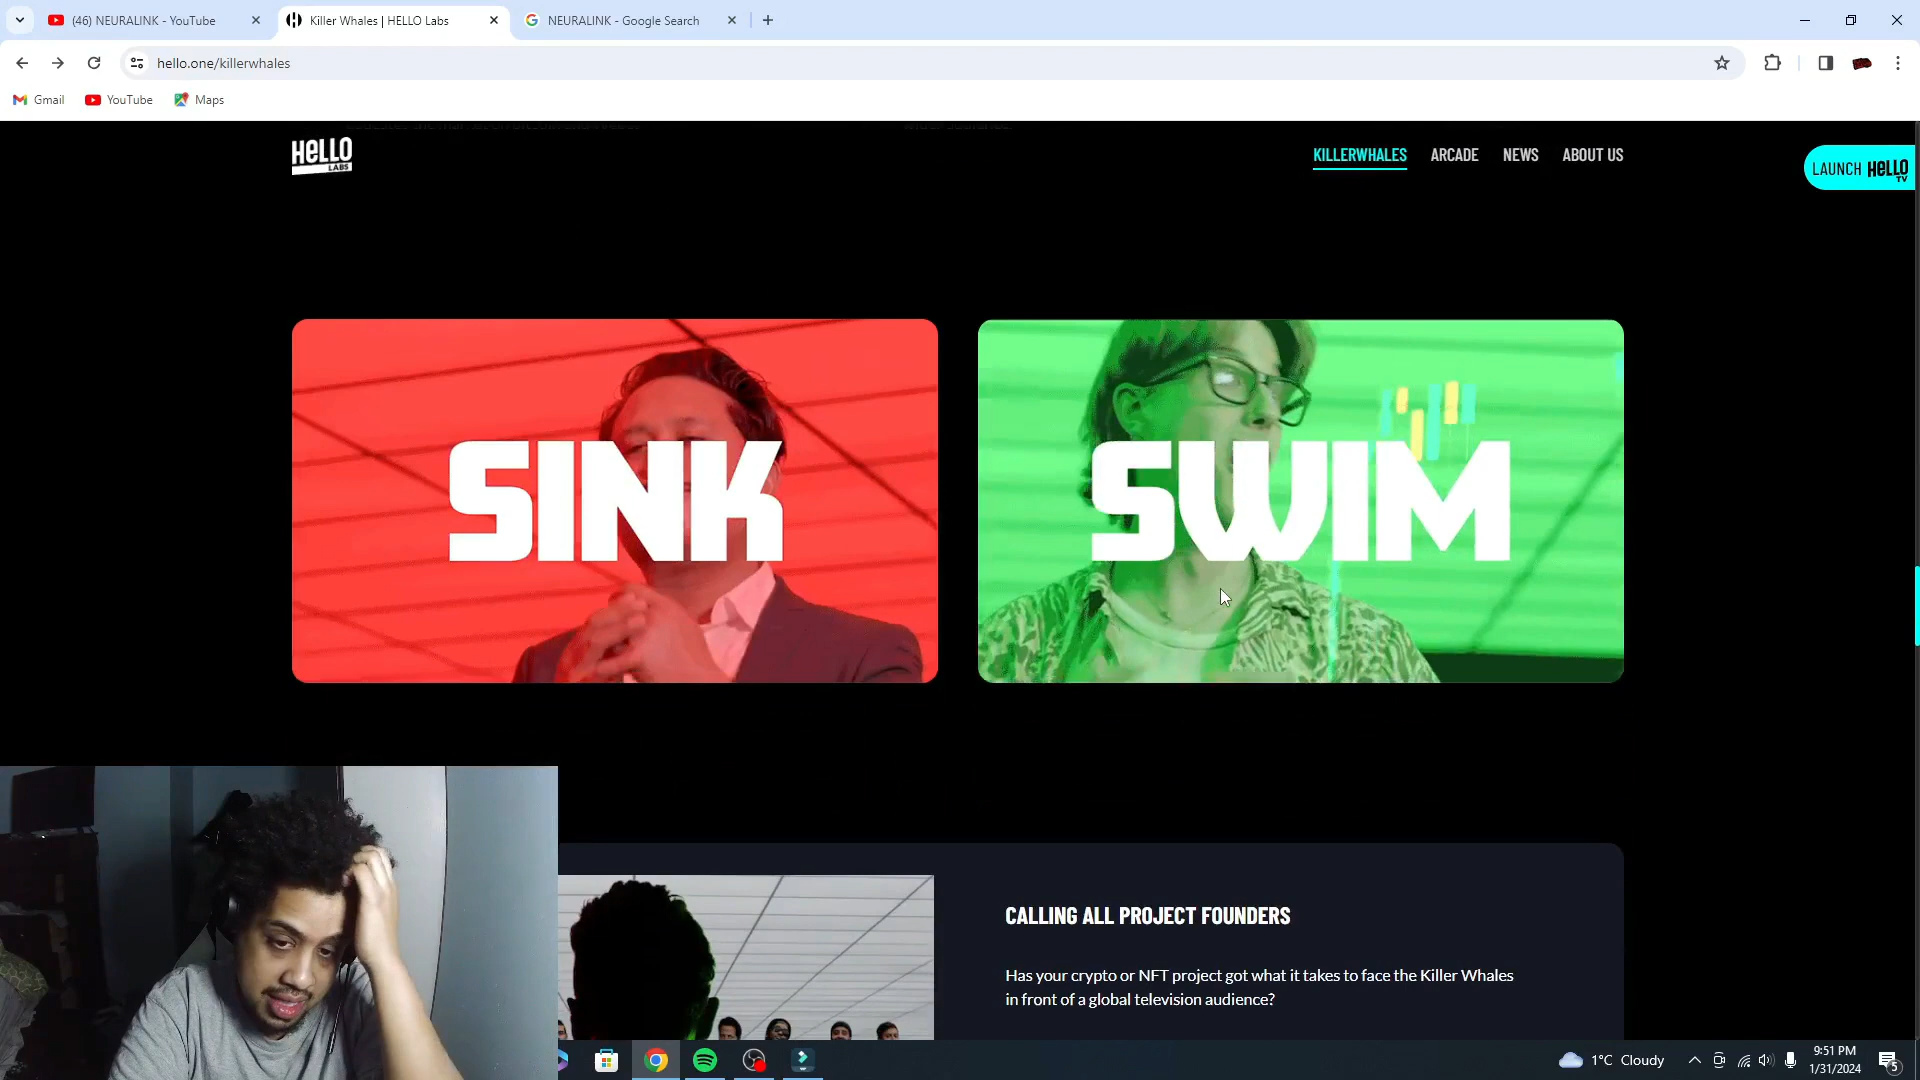 (46) NEURALINK - YouTube
Killer Whales | HELLO Labs
NEURALINK - Google Search
hello.one/killerwhales
Gmail
YouTube
Maps
HELLO
LABS
KILLERWHALES
ARCADE
NEWS
ABOUT US
LAUNCH HELLO
TV
SINK
SWIM
CALLING ALL PROJECT FOUNDERS
Has your crypto or NFT project got what it takes to face the Killer Whales
in front of a global television audience?
1°C Cloudy
9:51 PM
1/31/2024
5